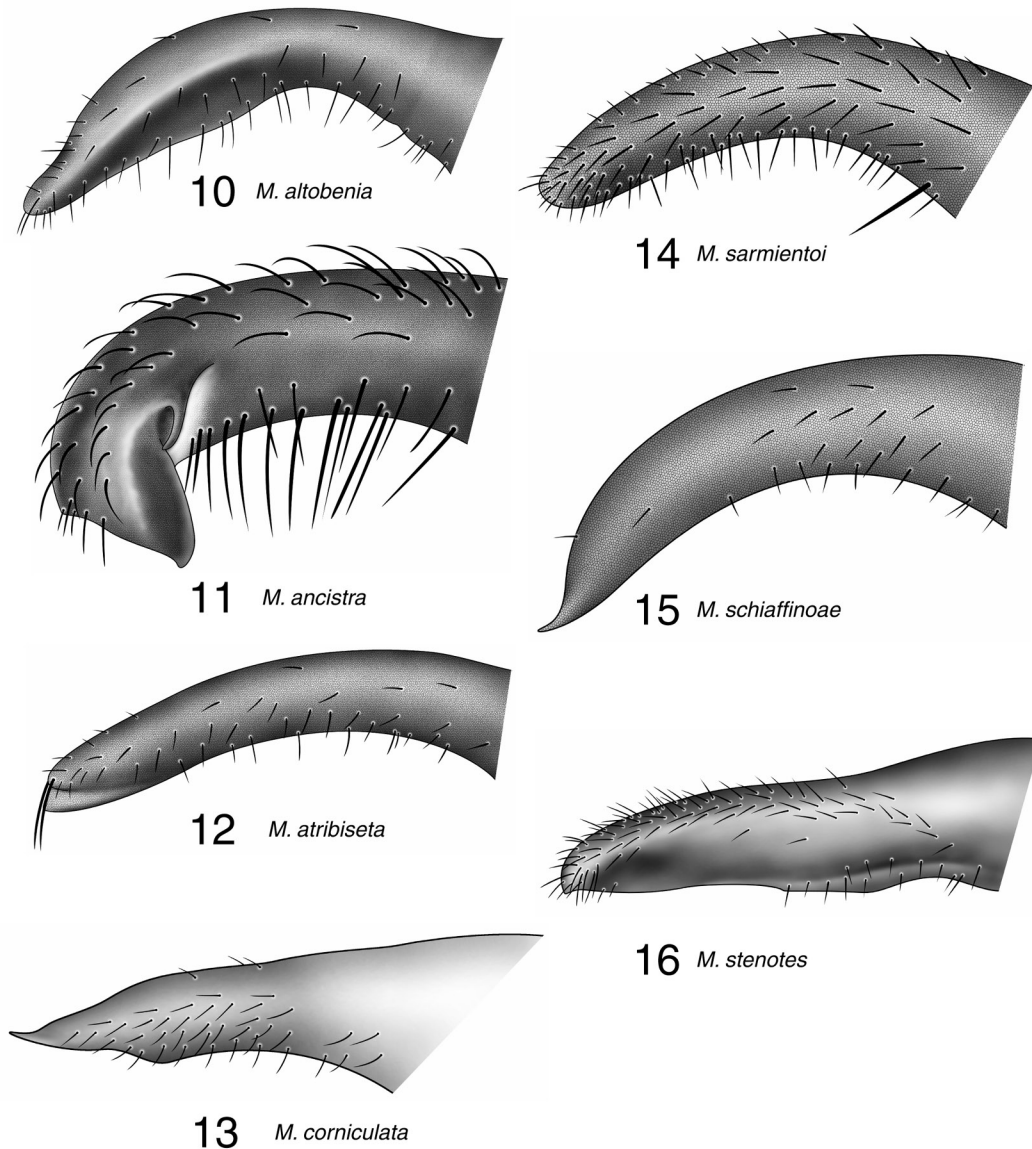 10 M. altobenia
11 M. ancistra
12 M. atribiseta
13 M. corniculata
14 M. sarmientoi
15 M. schiaffinoae
16 M. stenotes